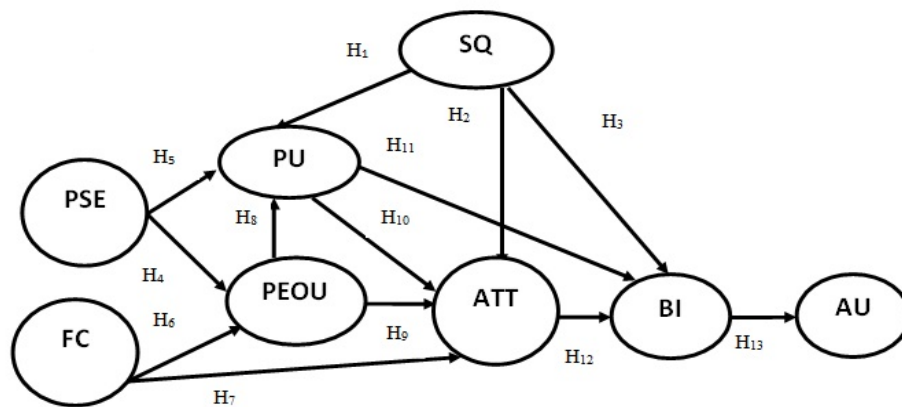 SQ
H₁
H₂
H₃
H₁₁
PU
H₅
PSE
H₈
H₁₀
H₄
PEOU
ATT
BI
AU
H₆
FC
H₉
H₁₂
H₁₃
H₇